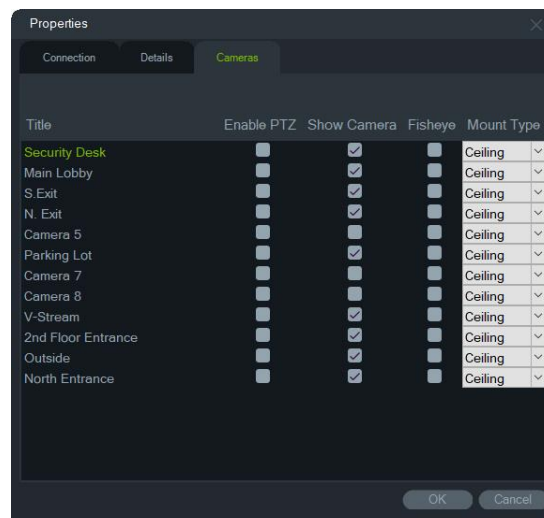 Properties
Connection Details Cameras
Title Enable PTZ Show Camera Fisheye Mount Type
Security Desk Ceiling
Main Lobby Ceiling
S.Exit Ceiling
N. Exit Ceiling
Camera 5 Ceiling
Parking Lot Ceiling
Camera 7 Ceiling
Camera 8 Ceiling
V-Stream Ceiling
2nd Floor Entrance Ceiling
Outside Ceiling
North Entrance Ceiling
OK Cancel